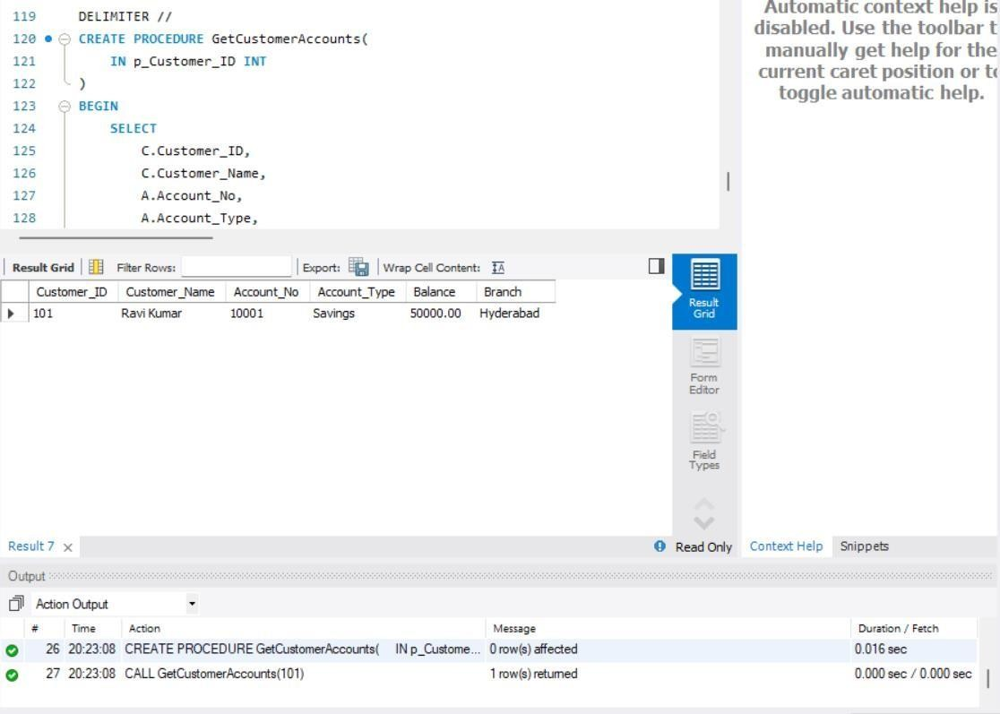 119 DELIMITER //
120 CREATE PROCEDURE GetCustomerAccounts(
121 IN p_Customer_ID INT
122 )
123 BEGIN
124 SELECT
125 C.Customer_ID,
126 C.Customer_Name,
127 A.Account_No,
128 A.Account_Type,
Automatic context help is
disabled. Use the toolbar t
manually get help for the
current caret position or to
toggle automatic help.
Result Grid Filter Rows: Export: Wrap Cell Content:
Customer_ID Customer_Name Account_No Account_Type Balance Branch
101 Ravi Kumar 10001 Savings 50000.00 Hyderabad
Result
Grid
Form
Editor
Field
Types
Result 7 Read Only Context Help Snippets
Output
Action Output
# Time Action Message Duration / Fetch
26 20:23:08 CREATE PROCEDURE GetCustomerAccounts( IN p_Custome... 0 row(s) affected 0.016 sec
27 20:23:08 CALL GetCustomerAccounts(101) 1 row(s) returned 0.000 sec / 0.000 sec